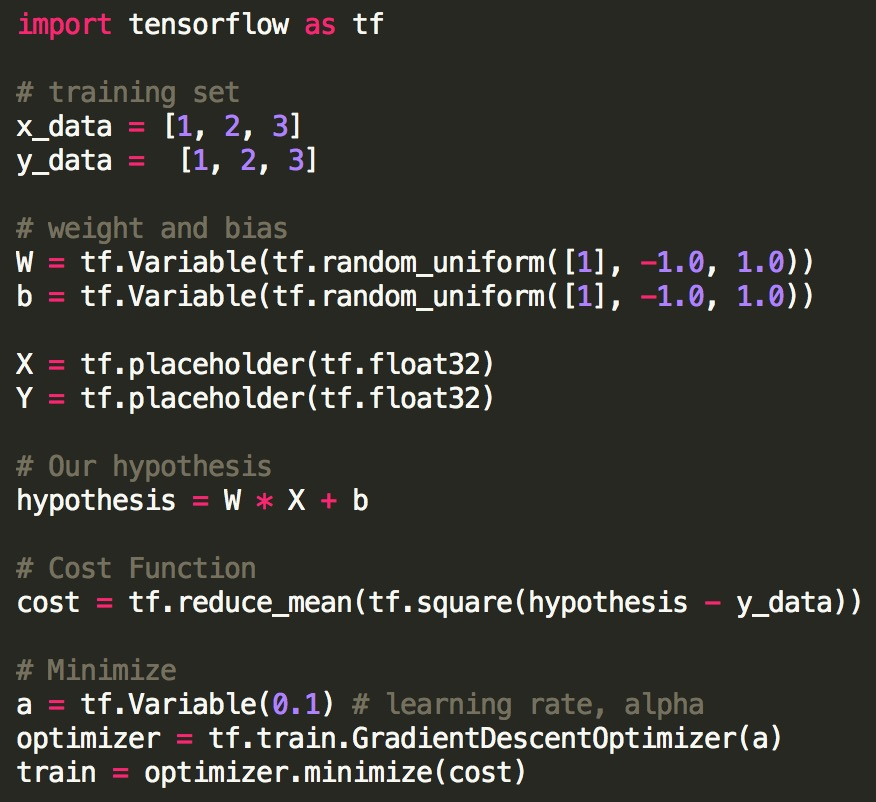 import tensorflow as tf
# training set
x_data = [1, 2, 3]
y_data =  [1, 2, 3]
# weight and bias
W = tf.Variable(tf.random_uniform([1], -1.0, 1.0))
b = tf.Variable(tf.random_uniform([1], -1.0, 1.0))
X = tf.placeholder(tf.float32)
Y = tf.placeholder(tf.float32)
# Our hypothesis
hypothesis = W * X + b
# Cost Function
cost = tf.reduce_mean(tf.square(hypothesis - y_data))
# Minimize
a = tf.Variable(0.1) # learning rate, alpha
optimizer = tf.train.GradientDescentOptimizer(a)
train = optimizer.minimize(cost)